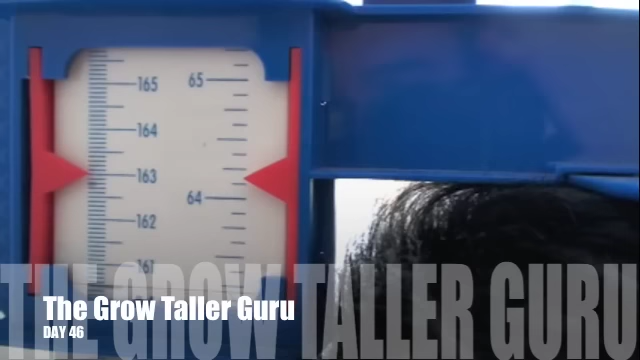 165 65
164
163
64
162
161
THE GROW TALLER GURU
The Grow Taller Guru
DAY 46